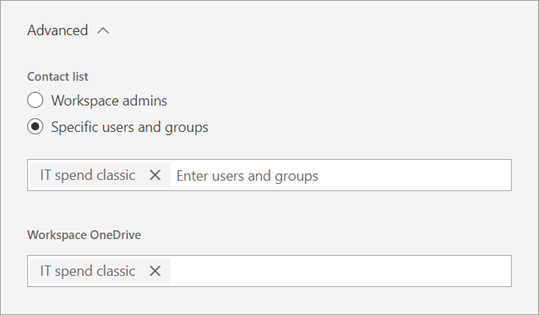 Advanced
Contact list
Workspace admins
Specific users and groups
IT spend classic Enter users and groups
Workspace OneDrive
IT spend classic